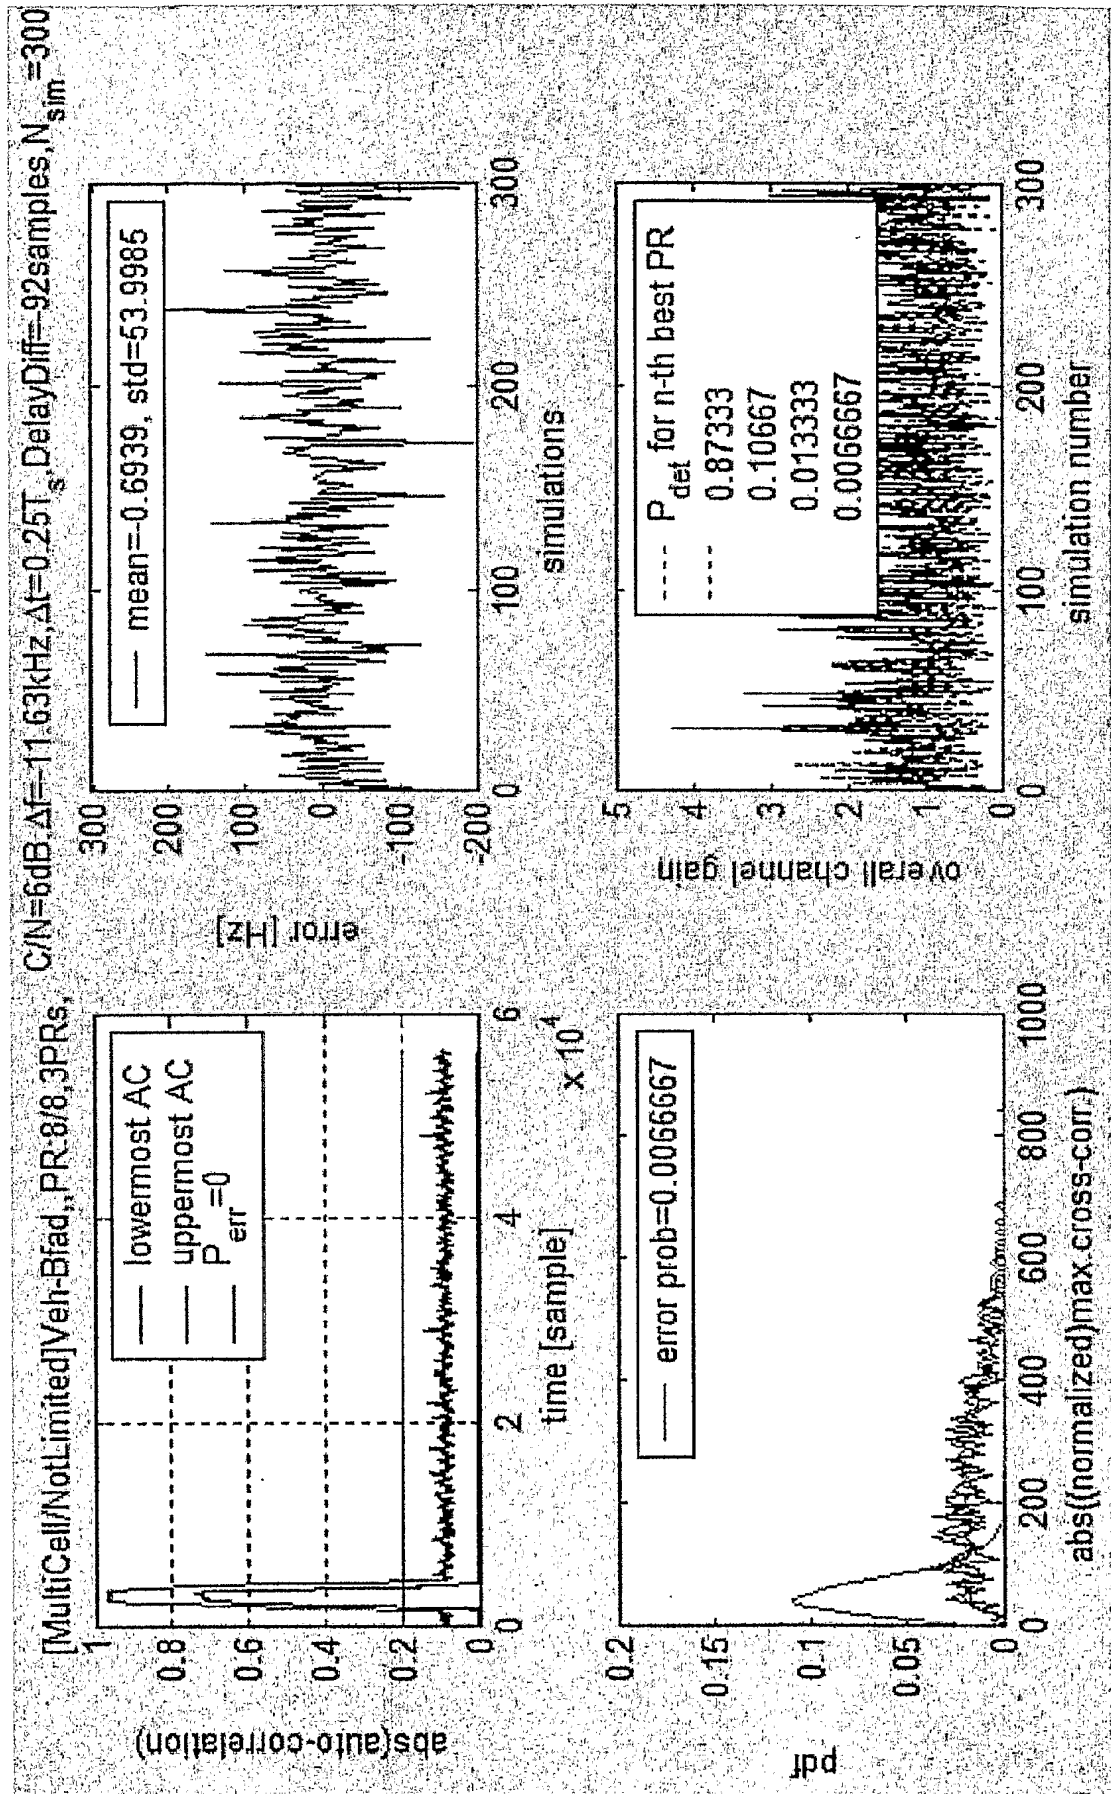 [MultiCell/NotLimited]Veh-Bfad,,PR:8/8,3PRs, C/N=6dB,Δf=-11.63kHz,Δt=0.25T_s,DelayDiff=-92samples,N_sim=300
1
0.8
0.6
0.4
0.2
0
abs(auto-correlation)
lowermost AC
uppermost AC
P_err=0
0
2
4
6
x 10^4
time [sample]
300
200
100
0
-100
-200
error [Hz]
mean=0.6939, std=53.9985
0
100
200
300
simulations
0.2
0.15
0.1
0.05
0
pdf
error prob=0.0066667
0
200
400
600
800
1000
abs((normalized)max.cross-corr.)
5
4
3
2
1
0
overall channel gain
P_det for n-th best PR
0.87333
0.10667
0.013333
0.0066667
0
100
200
300
simulation number